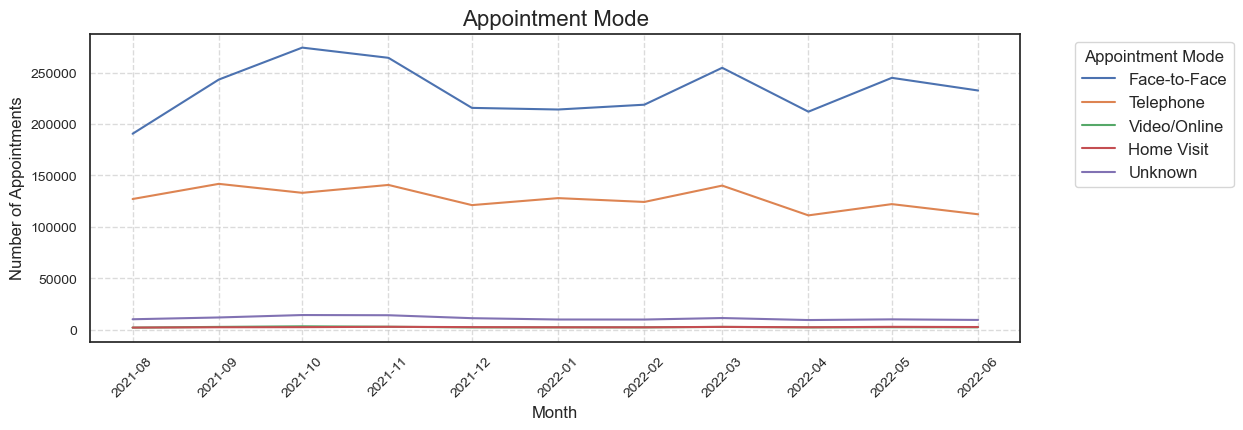 Appointment Mode
Number of Appointments
250000
200000
150000
100000
50000
0
2021-08
2021-09
2021-10
2021-11
2021-12
2022-01
2022-02
2022-03
2022-04
2022-05
2022-06
Month
Appointment Mode
Face-to-Face
Telephone
Video/Online
Home Visit
Unknown